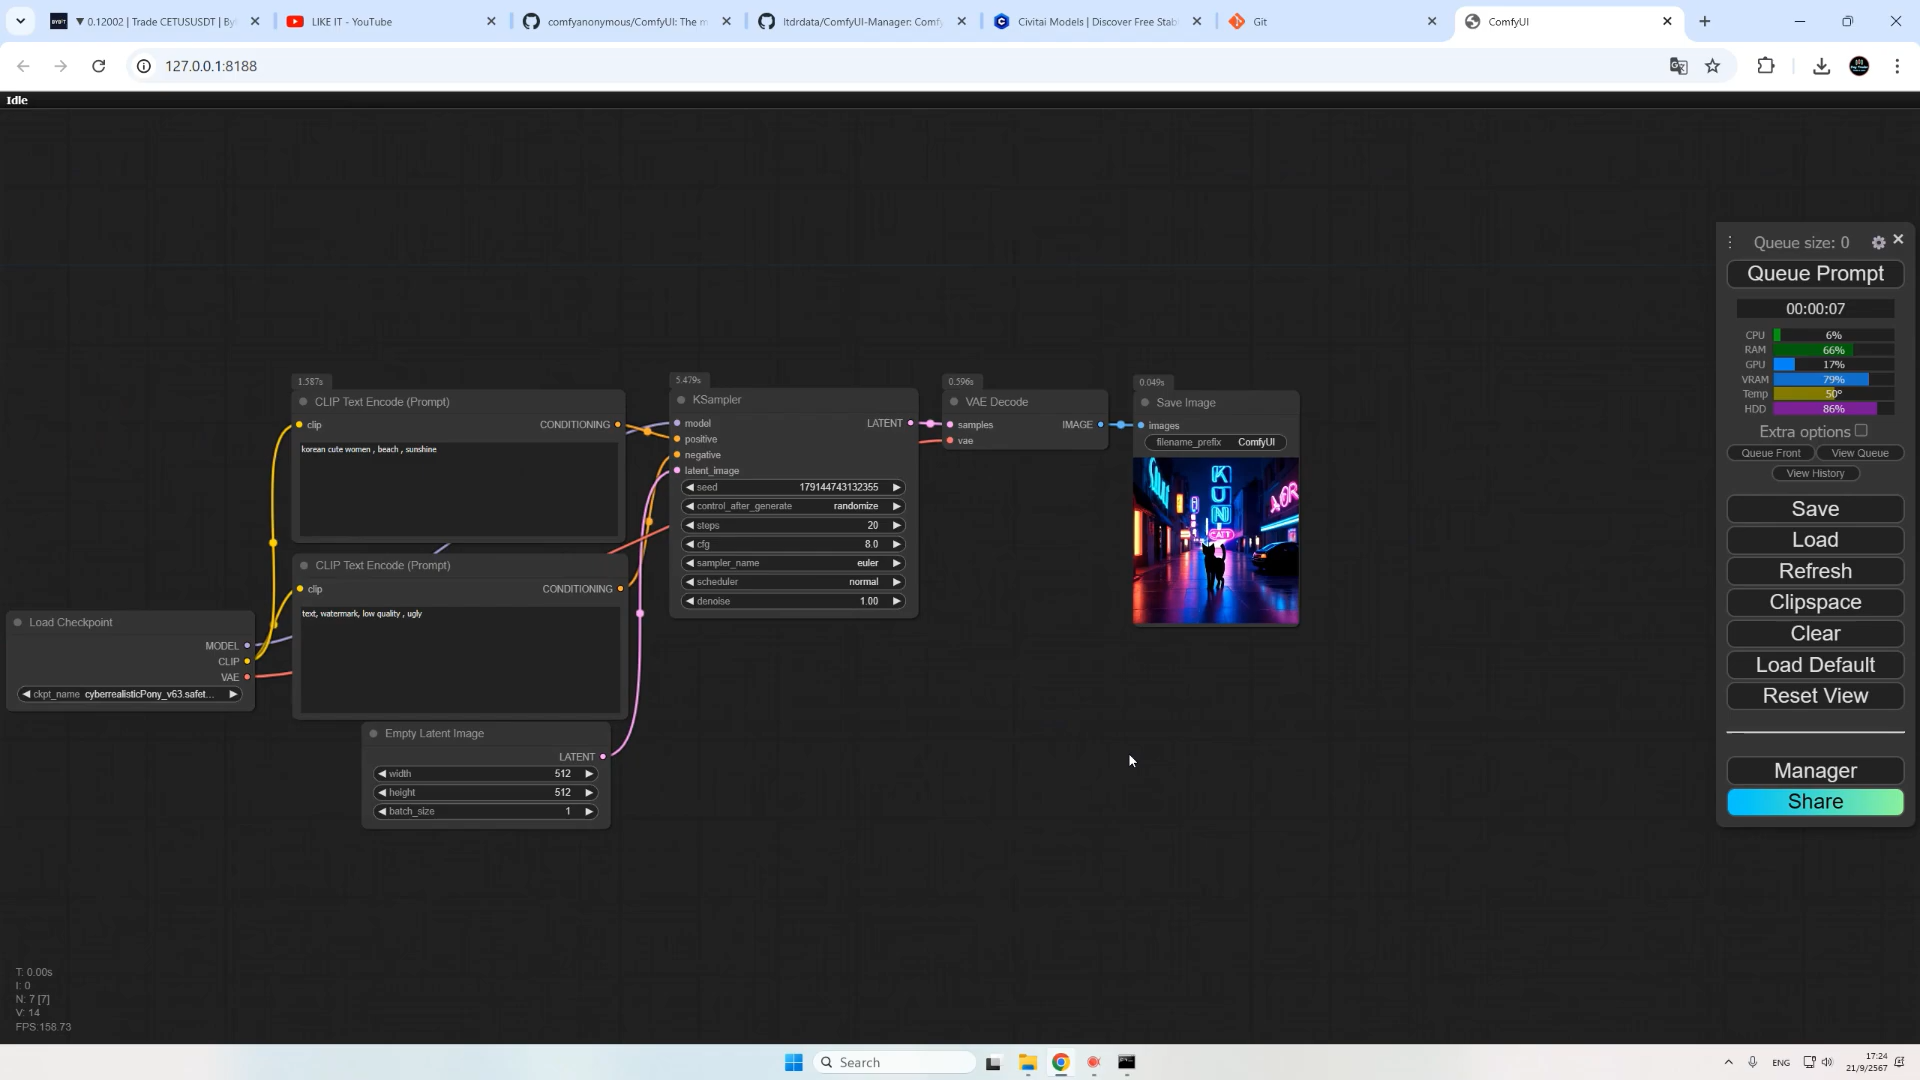 ▼ 0.12002 | Trade CETUSUSDT | By
LIKE IT - YouTube
comfyanonymous/ComfyUI: The m
ltdrdata/ComfyUI-Manager: Comfy
Civitai Models | Discover Free Stab
Git
ComfyUI
127.0.0.1:8188
Idle
Queue size: 0
Queue Prompt
00:00:07
CPU 6%
RAM 66%
GPU 17%
VRAM 79%
Temp 50°
HDD 86%
Extra options
Queue Front
View Queue
View History
Save
Load
Refresh
Clipspace
Clear
Load Default
Reset View
Manager
Share
1.587s
CLIP Text Encode (Prompt)
clip
CONDITIONING
korean cute women , beach , sunshine
CLIP Text Encode (Prompt)
clip
CONDITIONING
text, watermark, low quality , ugly
Load Checkpoint
MODEL
CLIP
VAE
ckpt_name cyberrealisticPony_v63.safet...
Empty Latent Image
LATENT
width 512
height 512
batch_size 1
5.479s
KSampler
model
LATENT
positive
negative
latent_image
seed 179144743132355
control_after_generate randomize
steps 20
cfg 8.0
sampler_name euler
scheduler normal
denoise 1.00
0.596s
VAE Decode
samples
IMAGE
vae
0.049s
Save Image
images
filename_prefix ComfyUI
KUN
CATT
T: 0.00s
I: 0
N: 7 [7]
V: 14
FPS:158.73
Search
ENG
17:24
21/9/2567